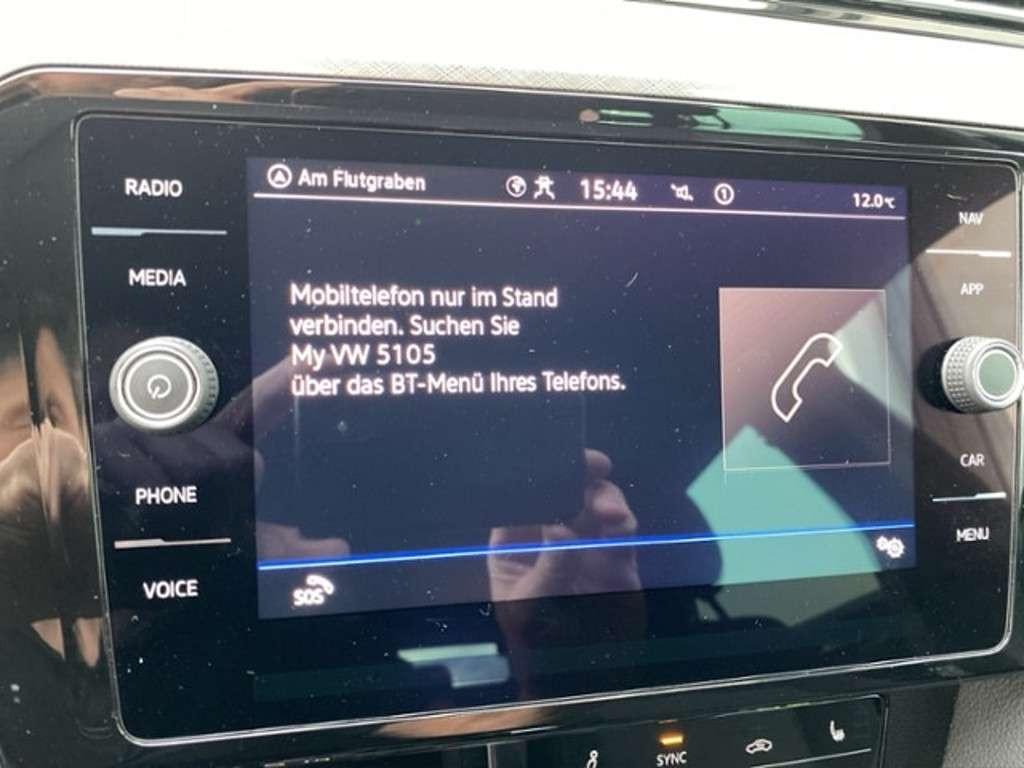 Am Flutgraben 15:44 1 12.0°C
RADIO
NAV
MEDIA
APP
Mobiltelefon nur im Stand
verbinden. Suchen Sie
My VW 5105
über das BT-Menü Ihres Telefons.
PHONE
CAR
VOICE
MENU
SOS
SYNC